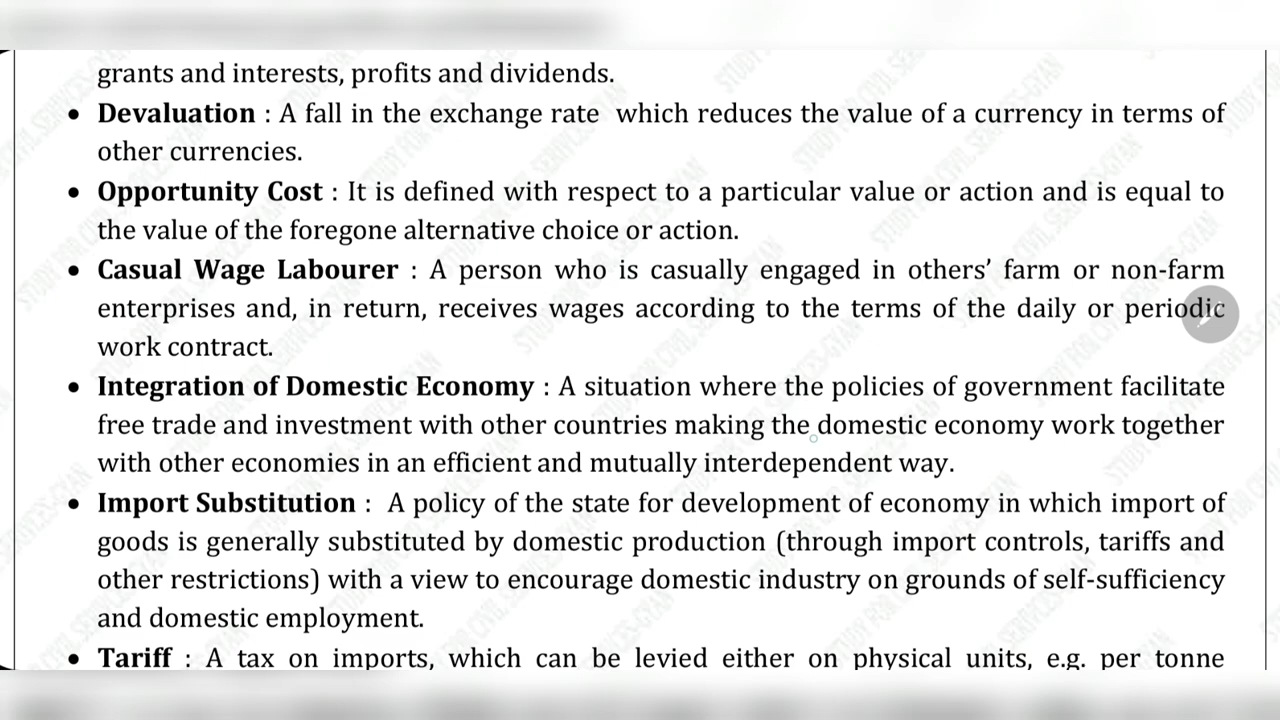 grants and interests, profits and dividends.
• Devaluation : A fall in the exchange rate which reduces the value of a currency in terms of
other currencies.
• Opportunity Cost : It is defined with respect to a particular value or action and is equal to
the value of the foregone alternative choice or action.
• Casual Wage Labourer : A person who is casually engaged in others’ farm or non-farm
enterprises and, in return, receives wages according to the terms of the daily or periodic
work contract.
• Integration of Domestic Economy : A situation where the policies of government facilitate
free trade and investment with other countries making the domestic economy work together
with other economies in an efficient and mutually interdependent way.
• Import Substitution : A policy of the state for development of economy in which import of
goods is generally substituted by domestic production (through import controls, tariffs and
other restrictions) with a view to encourage domestic industry on grounds of self-sufficiency
and domestic employment.
• Tariff : A tax on imports, which can be levied either on physical units, e.g. per tonne